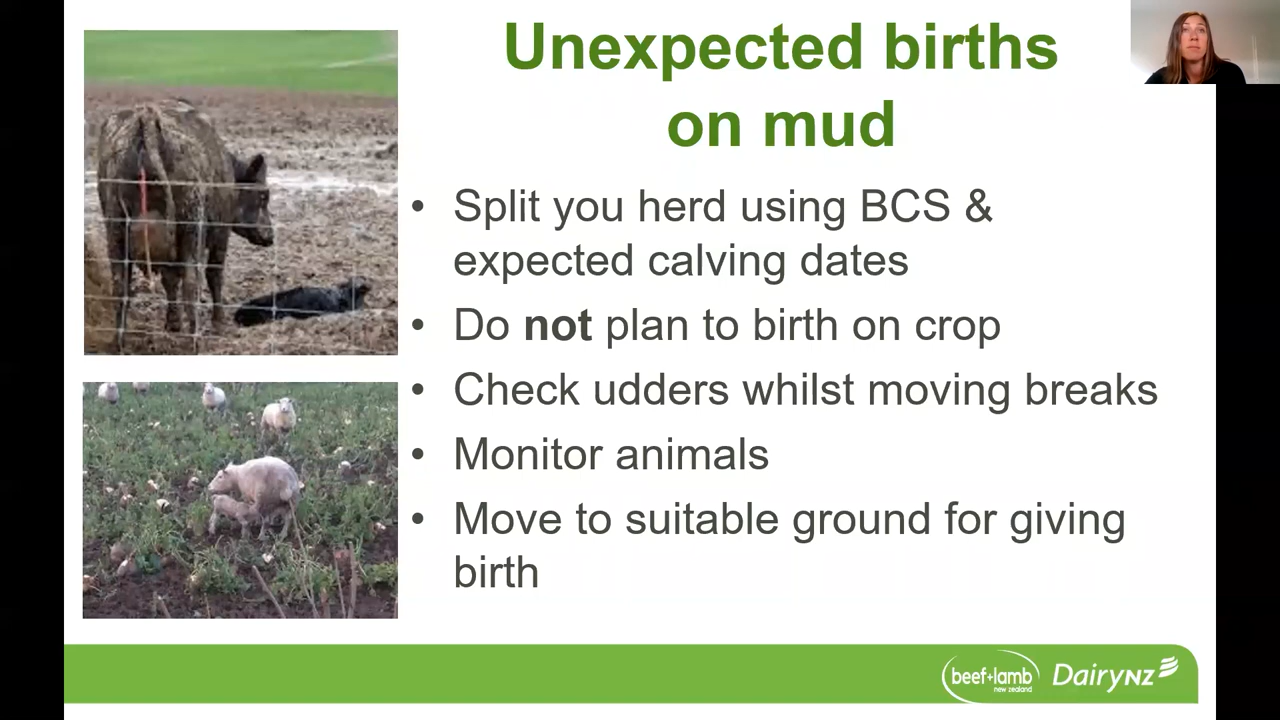 Unexpected births
on mud
• Split you herd using BCS &
expected calving dates
• Do not plan to birth on crop
• Check udders whilst moving breaks
• Monitor animals
• Move to suitable ground for giving
birth
beef+lamb
new zealand
DairyNZ